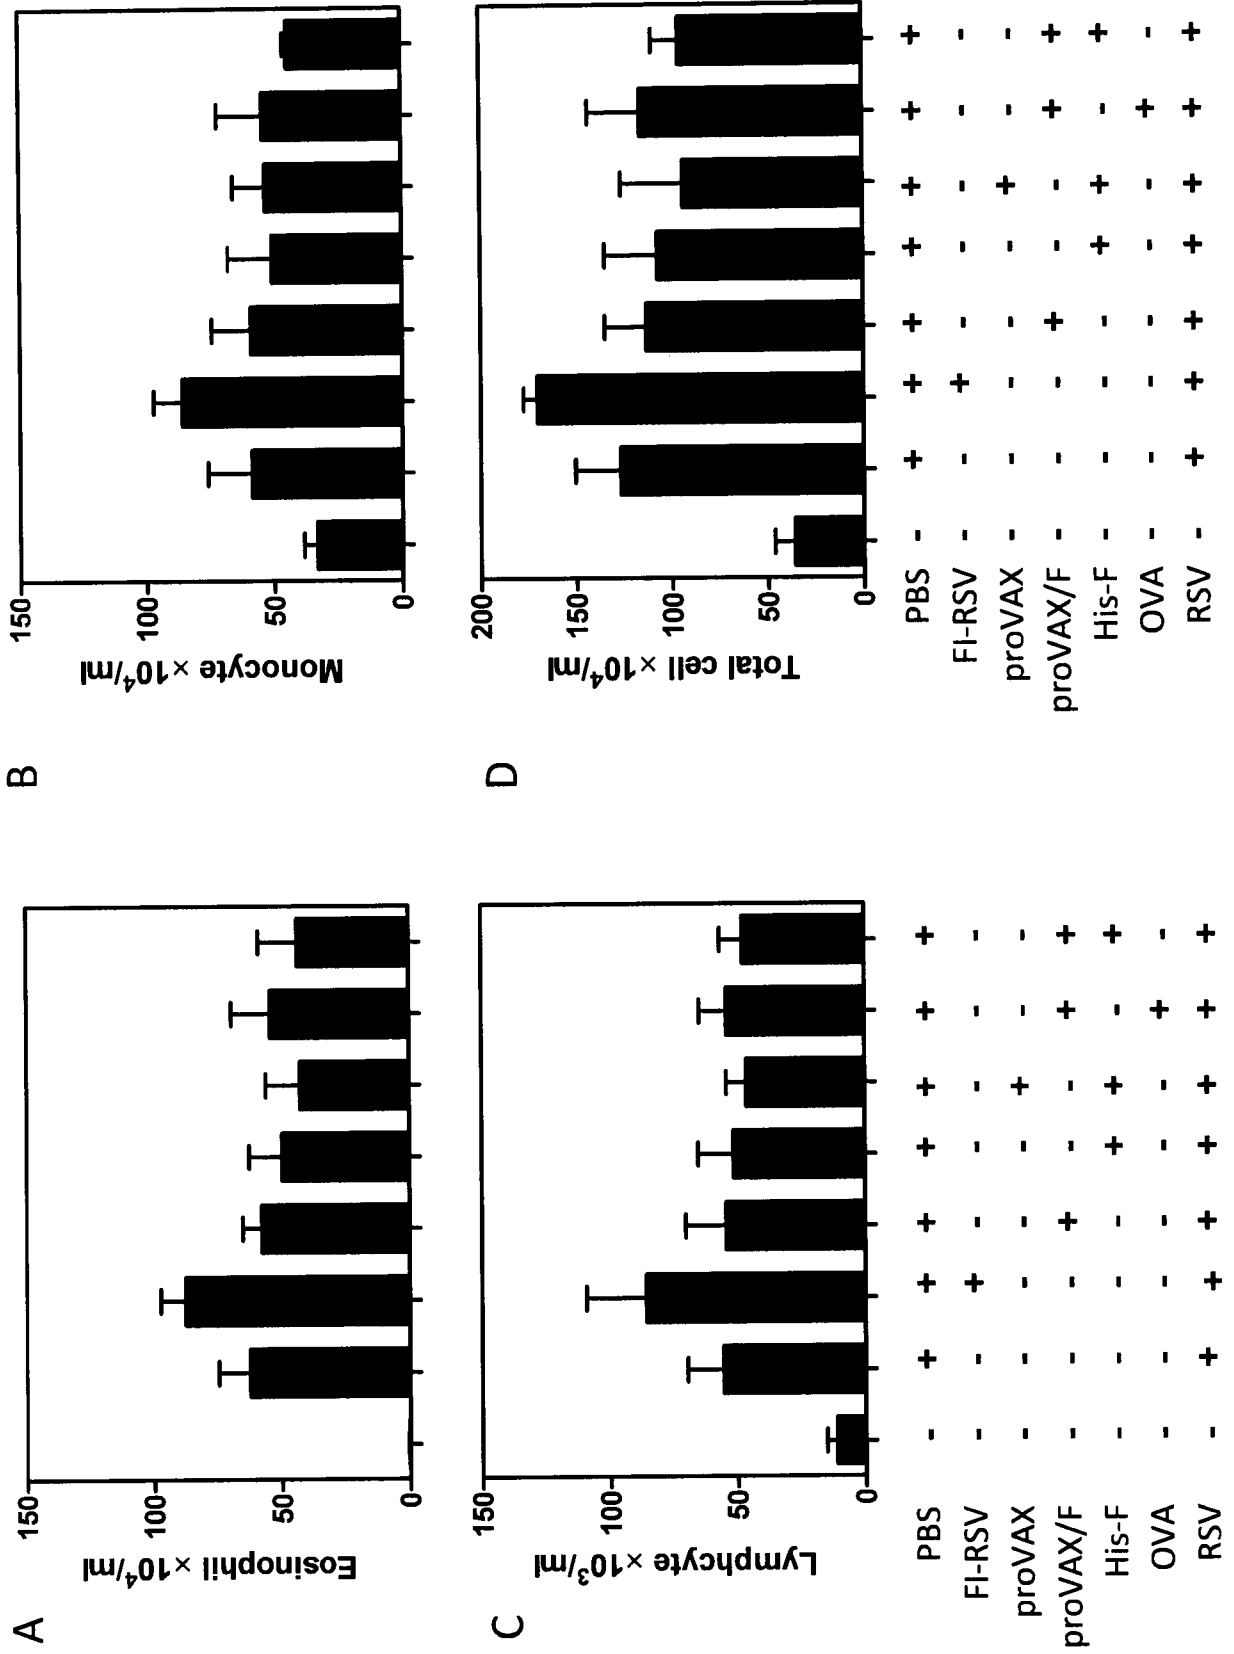 A
Eosinophil ×10⁴/ml
150
100
50
0
B
Monocyte ×10⁴/ml
150
100
50
0
C
Lymphcyte ×10³/ml
150
100
50
0
PBS - + + + + + + +
FI-RSV - - + - - - - -
proVAX - - - - - + - -
proVAX/F - - - + - - + +
His-F - - - - + + - +
OVA - - - - - - + -
RSV - + + + + + + +
D
Total cell ×10⁴/ml
200
150
100
50
0
PBS - + + + + + + +
FI-RSV - - + - - - - -
proVAX - - - - - + - -
proVAX/F - - - + - - + +
His-F - - - - + + - +
OVA - - - - - - + -
RSV - + + + + + + +